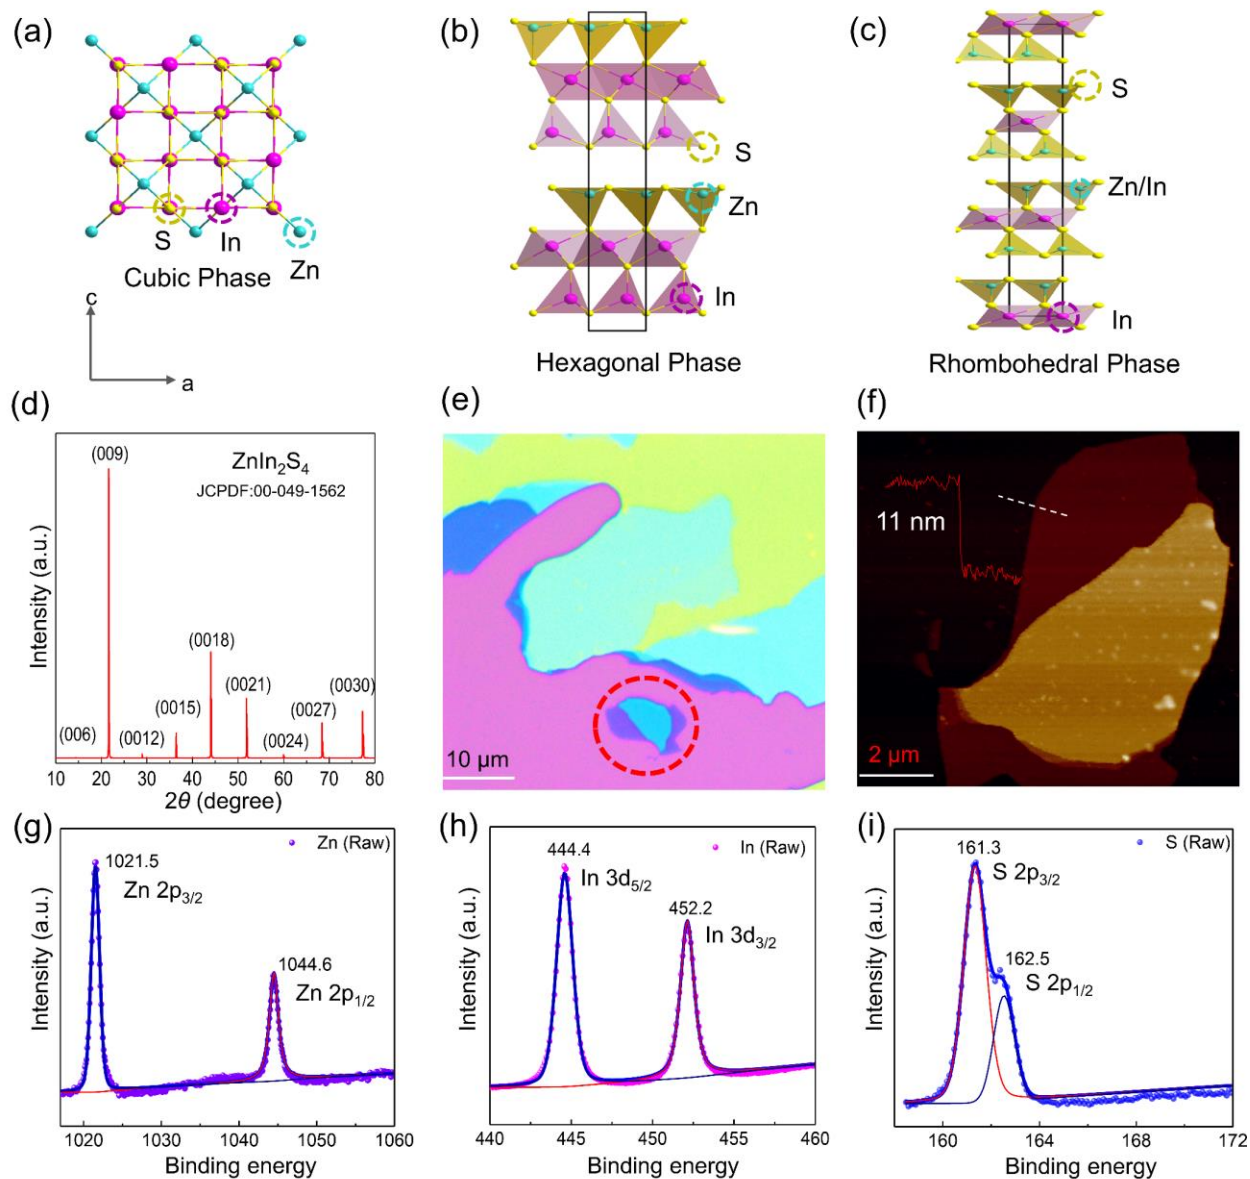 (a)
S
In
Zn
Cubic Phase
c
a
(b)
S
Zn
In
Hexagonal Phase
(c)
S
Zn/In
In
Rhombohedral Phase
(d)
ZnIn₂S₄
JCPDF:00-049-1562
(009)
(0018)
(0021)
(0030)
(0015)
(0027)
(006)
(0012)
(0024)
Intensity (a.u.)
10 20 30 40 50 60 70 80
2θ (degree)
(e)
10 μm
(f)
11 nm
2 μm
(g)
Zn (Raw)
1021.5
Zn 2p₃/₂
1044.6
Zn 2p₁/₂
Intensity (a.u.)
1020 1030 1040 1050 1060
Binding energy
(h)
In (Raw)
444.4
In 3d₅/₂
452.2
In 3d₃/₂
Intensity (a.u.)
440 445 450 455 460
Binding energy
(i)
S (Raw)
161.3
S 2p₃/₂
162.5
S 2p₁/₂
Intensity (a.u.)
160 164 168 172
Binding energy